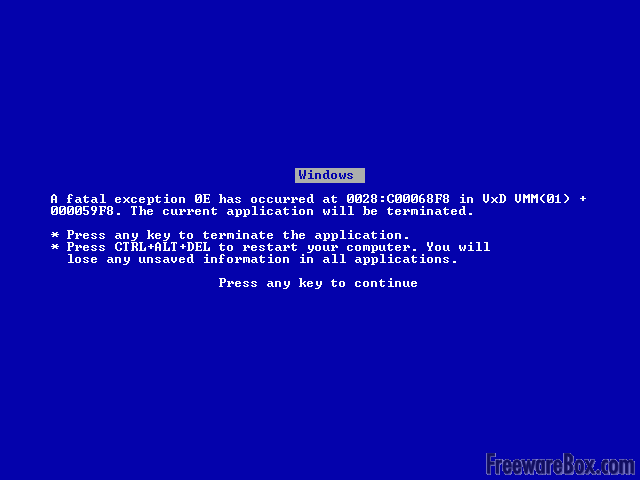 Windows
A fatal exception 0E has occurred at 0028:C00068F8 in VxD VMM(01) +
000059F8. The current application will be terminated.
* Press any key to terminate the application.
* Press CTRL+ALT+DEL to restart your computer. You will
lose any unsaved information in all applications.
Press any key to continue
FreewareBox.com